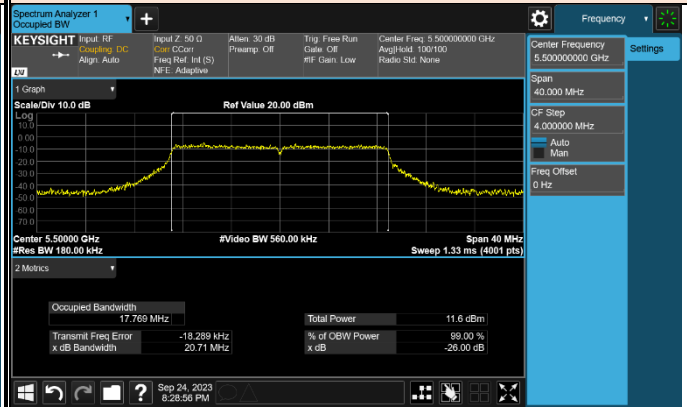 Spectrum Analyzer 1
Occupied BW
Frequency
KEYSIGHT
Input: RF
Coupling: DC
Align: Auto
Input Z: 50 Ω
Corr CCorr
Freq Ref: Int (S)
NFE: Adaptive
Atten: 30 dB
Preamp: Off
Trig: Free Run
Gate: Off
#IF Gain: Low
Center Freq: 5.500000000 GHz
Avg|Hold: 100/100
Radio Std: None
LXI
Center Frequency
5.500000000 GHz
Settings
Span
40.000 MHz
CF Step
4.000000 MHz
Auto
Man
Freq Offset
0 Hz
1 Graph
Scale/Div 10.0 dB
Ref Value 20.00 dBm
Log
10.0
0.00
-10.0
-20.0
-30.0
-40.0
-50.0
-60.0
-70.0
Center 5.50000 GHz
#Video BW 560.00 kHz
Span 40 MHz
#Res BW 180.00 kHz
Sweep 1.33 ms (4001 pts)
2 Metrics
Occupied Bandwidth
17.769 MHz
Total Power 11.6 dBm
Transmit Freq Error -18.289 kHz
% of OBW Power 99.00 %
x dB Bandwidth 20.71 MHz
x dB -26.00 dB
?
Sep 24, 2023
8:28:56 PM